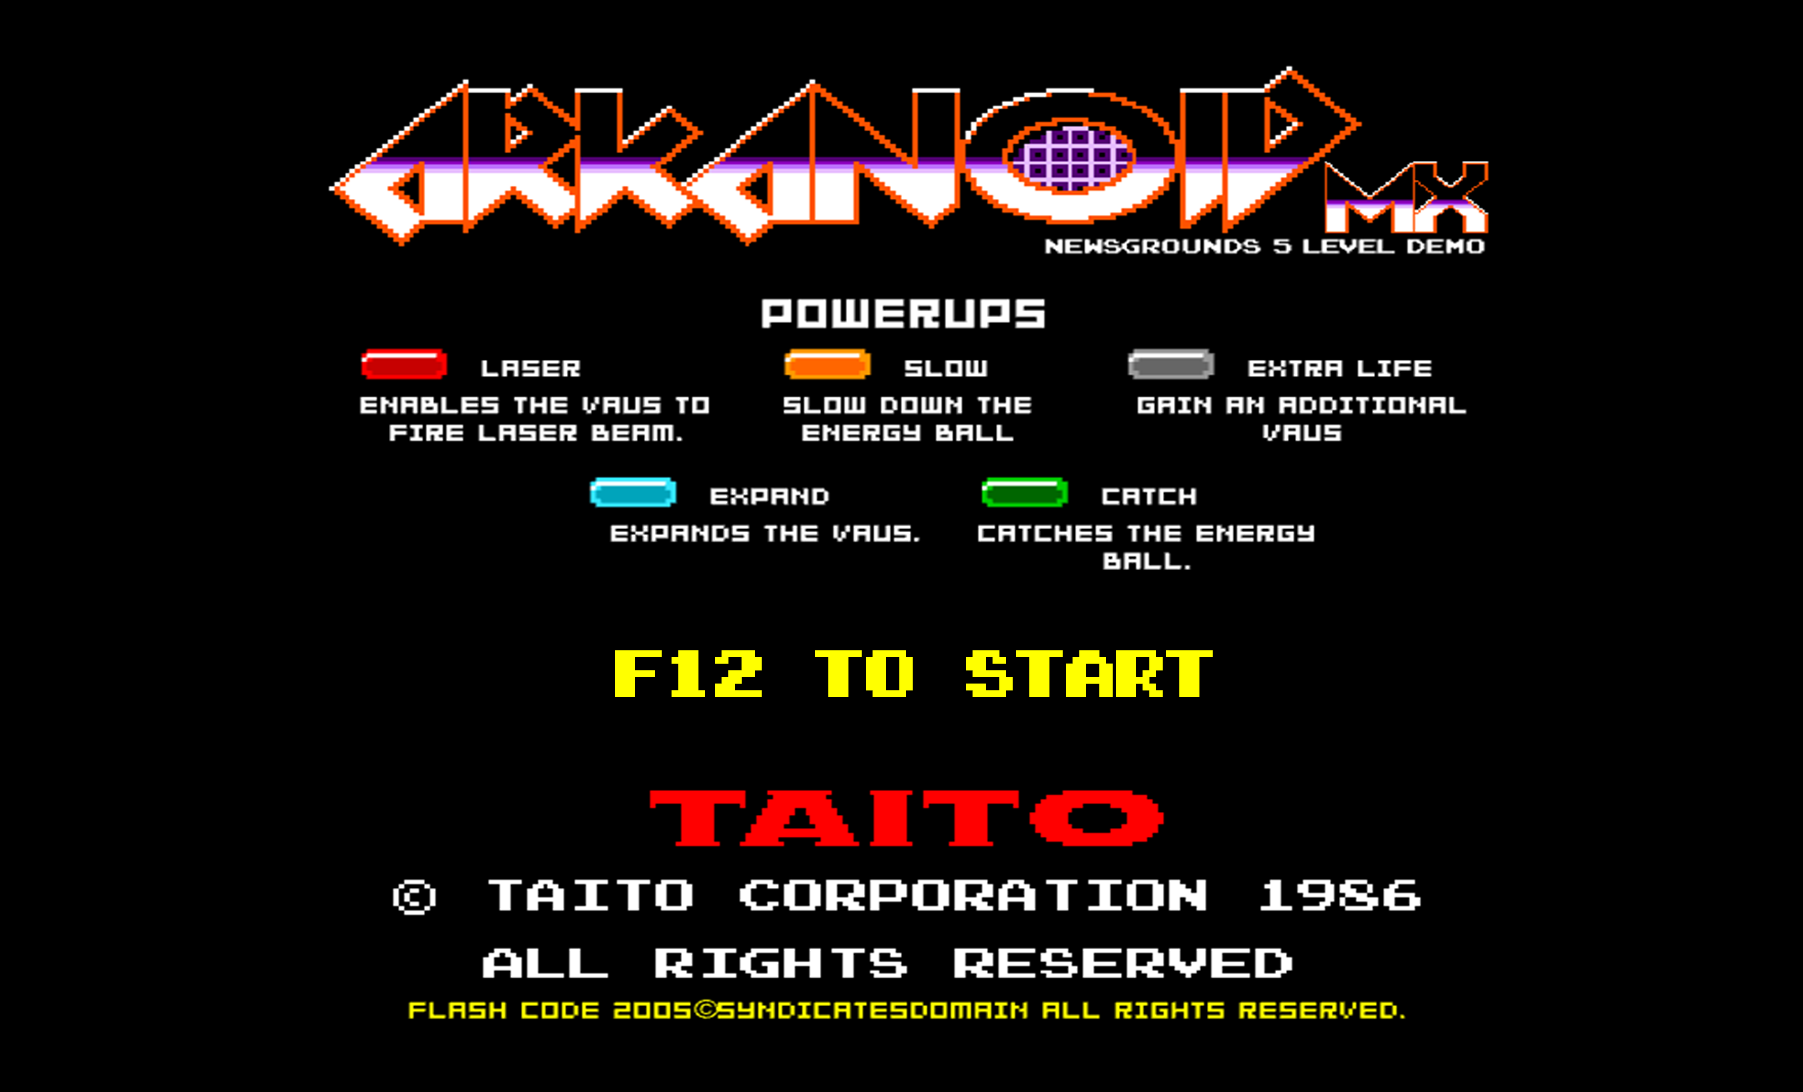 ARKANOID MX
NEWSGROUNDS 5 LEVEL DEMO
POWERUPS
LASER
ENABLES THE VAUS TO
FIRE LASER BEAM.
SLOW
SLOW DOWN THE
ENERGY BALL
EXTRA LIFE
GAIN AN ADDITIONAL
VAUS
EXPAND
EXPANDS THE VAUS.
CATCH
CATCHES THE ENERGY
BALL.
F12 TO START
TAITO
© TAITO CORPORATION 1986
ALL RIGHTS RESERVED
FLASH CODE 2005©SYNDICATESDOMAIN ALL RIGHTS RESERVED.